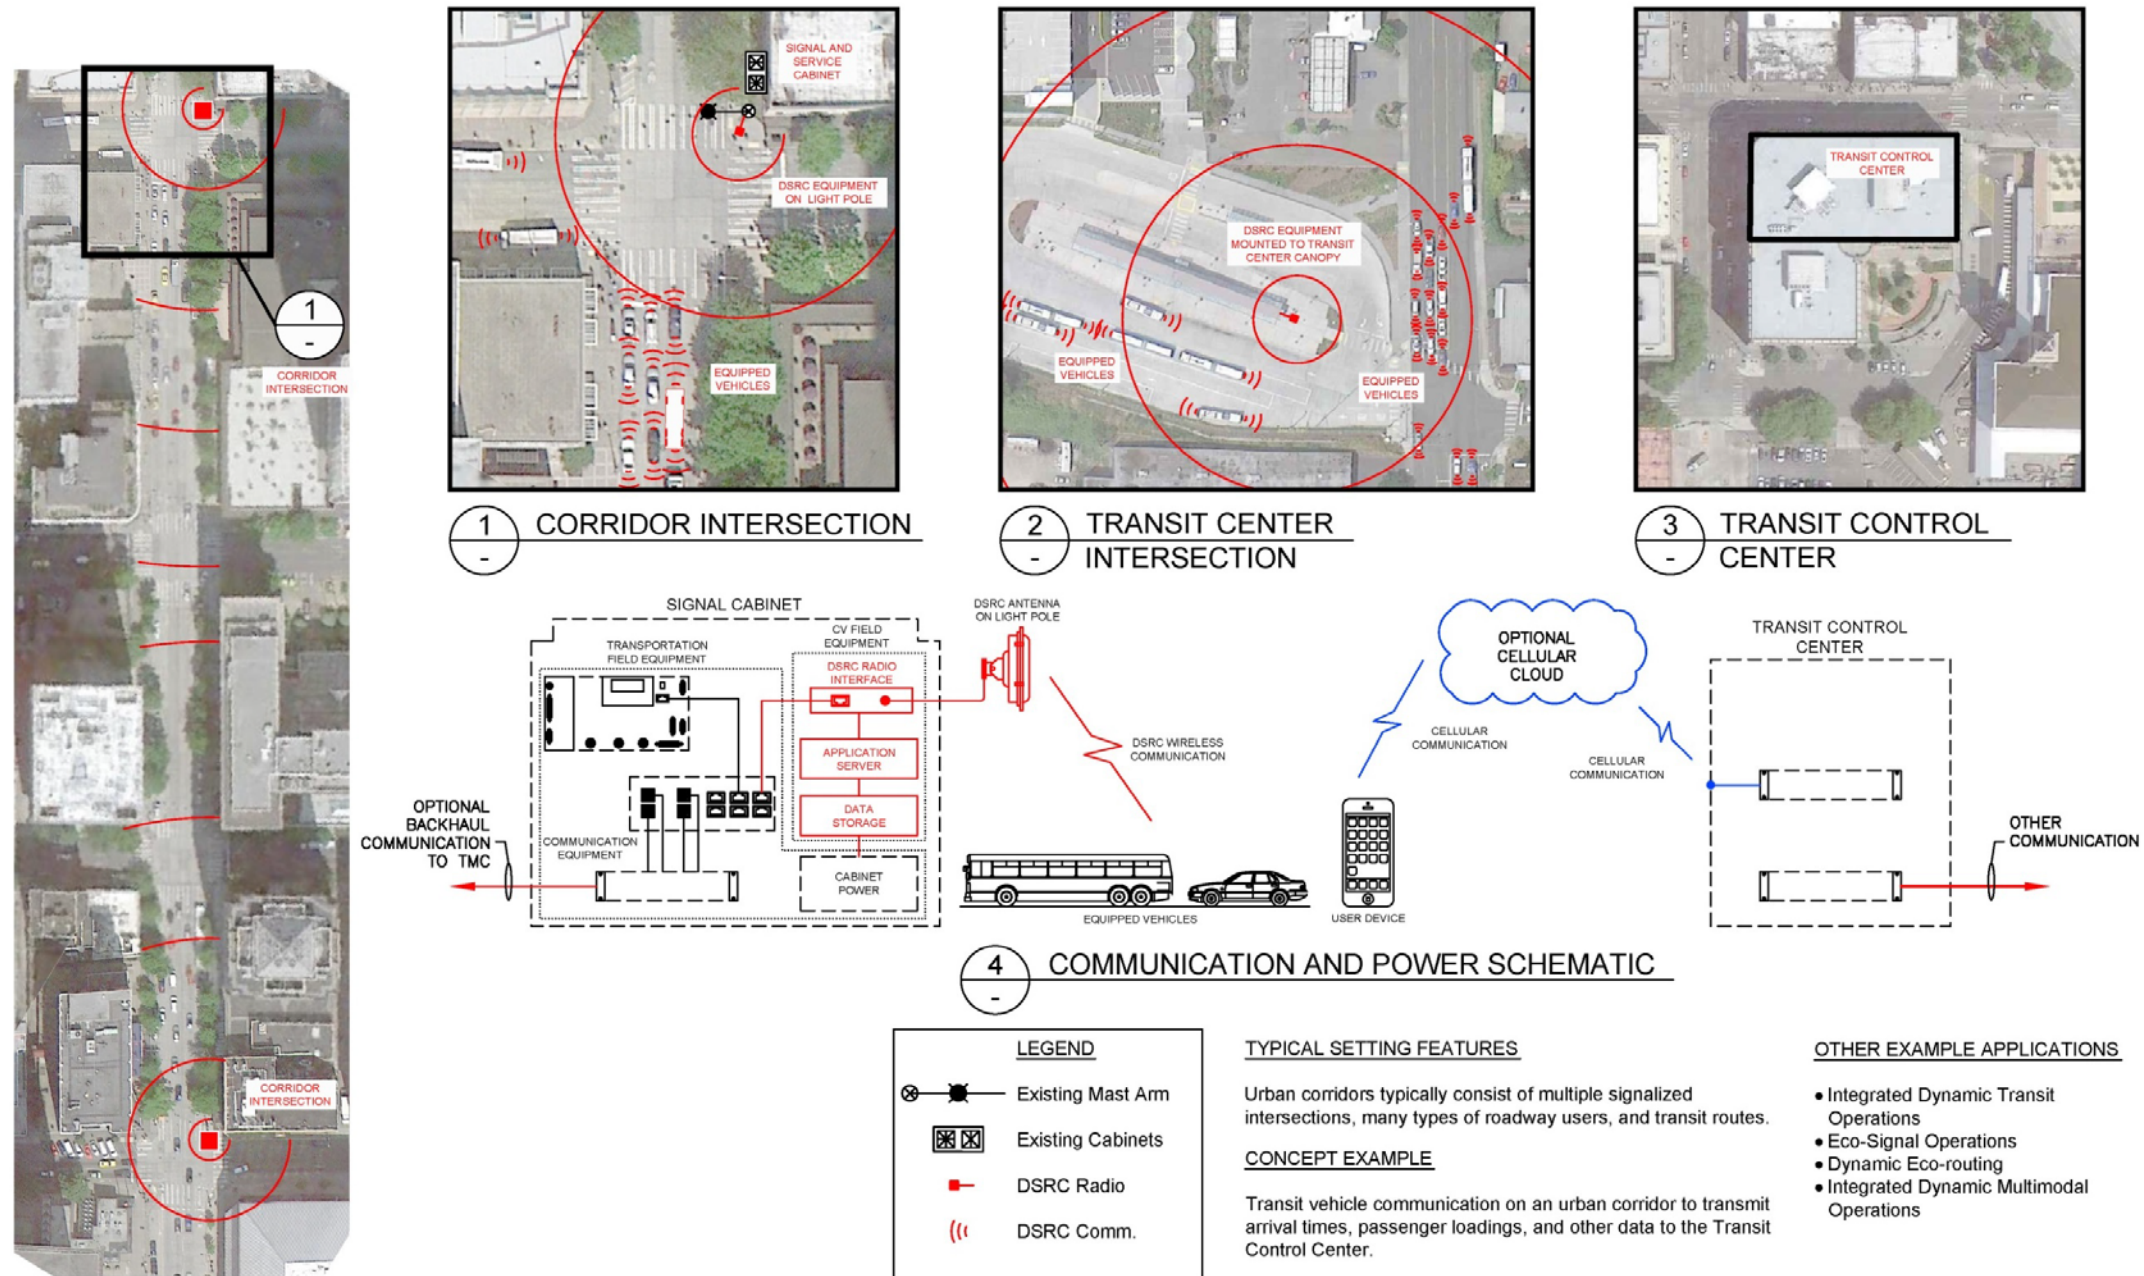 1
-
CORRIDOR
INTERSECTION
CORRIDOR
INTERSECTION
SIGNAL AND
SERVICE
CABINET
DSRC EQUIPMENT
ON LIGHT POLE
EQUIPPED
VEHICLES
1
-
CORRIDOR INTERSECTION
DSRC EQUIPMENT
MOUNTED TO TRANSIT
CENTER CANOPY
EQUIPPED
VEHICLES
EQUIPPED
VEHICLES
2
-
TRANSIT CENTER
INTERSECTION
TRANSIT CONTROL
CENTER
3
-
TRANSIT CONTROL
CENTER
SIGNAL CABINET
TRANSPORTATION
FIELD EQUIPMENT
CV FIELD
EQUIPMENT
DSRC RADIO
INTERFACE
APPLICATION
SERVER
DATA
STORAGE
CABINET
POWER
COMMUNICATION
EQUIPMENT
OPTIONAL
BACKHAUL
COMMUNICATION
TO TMC
DSRC ANTENNA
ON LIGHT POLE
DSRC WIRELESS
COMMUNICATION
EQUIPPED VEHICLES
USER DEVICE
CELLULAR
COMMUNICATION
OPTIONAL
CELLULAR
CLOUD
CELLULAR
COMMUNICATION
TRANSIT CONTROL
CENTER
OTHER
COMMUNICATION
4
-
COMMUNICATION AND POWER SCHEMATIC
LEGEND
Existing Mast Arm
Existing Cabinets
DSRC Radio
DSRC Comm.
TYPICAL SETTING FEATURES
Urban corridors typically consist of multiple signalized
intersections, many types of roadway users, and transit routes.
CONCEPT EXAMPLE
Transit vehicle communication on an urban corridor to transmit
arrival times, passenger loadings, and other data to the Transit
Control Center.
OTHER EXAMPLE APPLICATIONS
• Integrated Dynamic Transit
Operations
• Eco-Signal Operations
• Dynamic Eco-routing
• Integrated Dynamic Multimodal
Operations